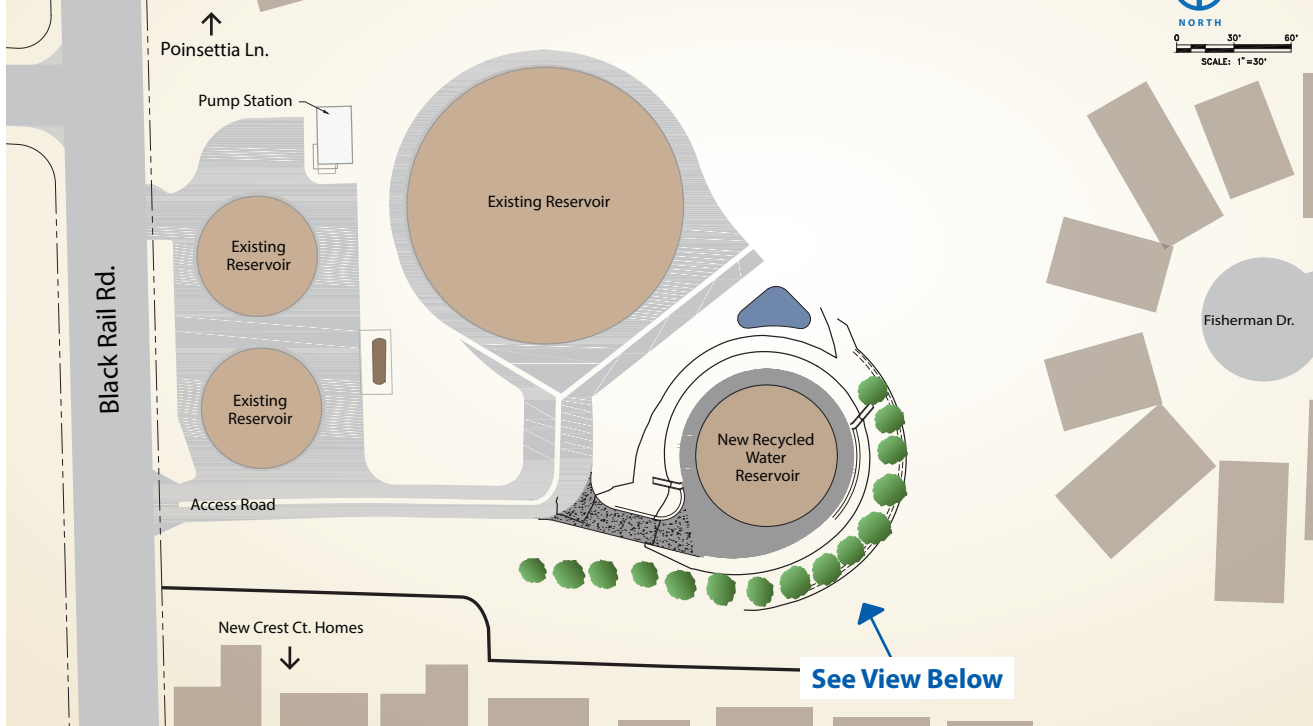 NORTH
0 30' 60'
SCALE: 1"=30'
Poinsettia Ln.
Pump Station
Existing Reservoir
Existing
Reservoir
Black Rail Rd.
Fisherman Dr.
Existing
Reservoir
New Recycled
Water
Reservoir
Access Road
New Crest Ct. Homes
See View Below